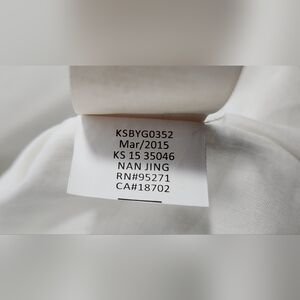 KSBYG0352
Mar/2015
KS 15 35046
NAN JING
RN#95271
CA#18702